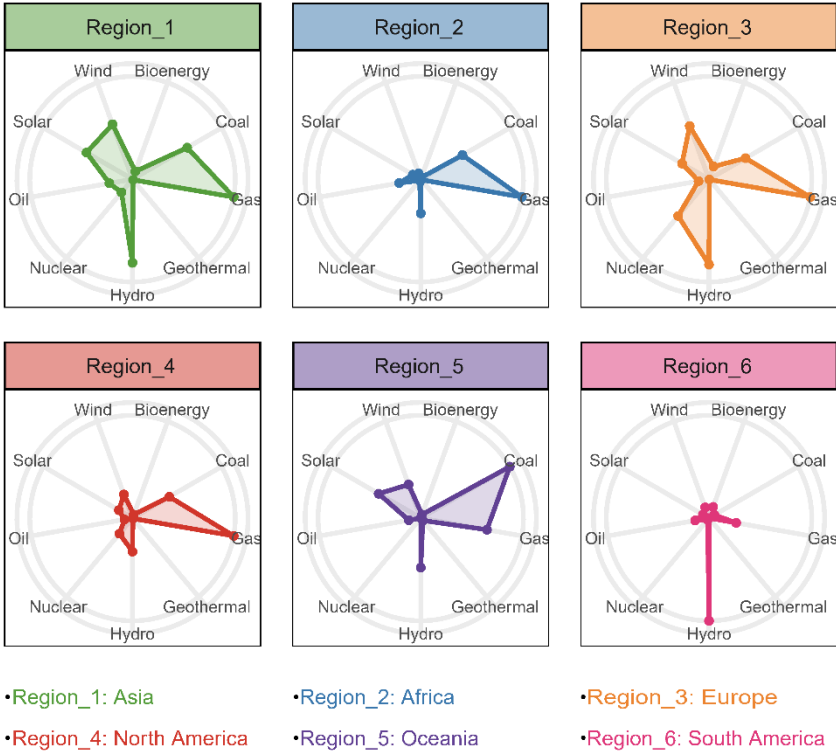 Region_1
Wind Bioenergy
Solar Coal
Oil Gas
Nuclear Geothermal
Hydro
Region_2
Wind Bioenergy
Solar Coal
Oil Gas
Nuclear Geothermal
Hydro
Region_3
Wind Bioenergy
Solar Coal
Oil Gas
Nuclear Geothermal
Hydro
Region_4
Wind Bioenergy
Solar Coal
Oil Gas
Nuclear Geothermal
Hydro
Region_5
Wind Bioenergy
Solar Coal
Oil Gas
Nuclear Geothermal
Hydro
Region_6
Wind Bioenergy
Solar Coal
Oil Gas
Nuclear Geothermal
Hydro
•Region_1: Asia
•Region_2: Africa
•Region_3: Europe
•Region_4: North America
•Region_5: Oceania
•Region_6: South America